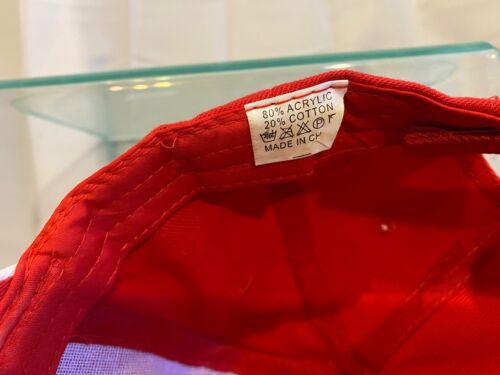 80% ACRYLIC
20% COTTON
P
MADE IN CH